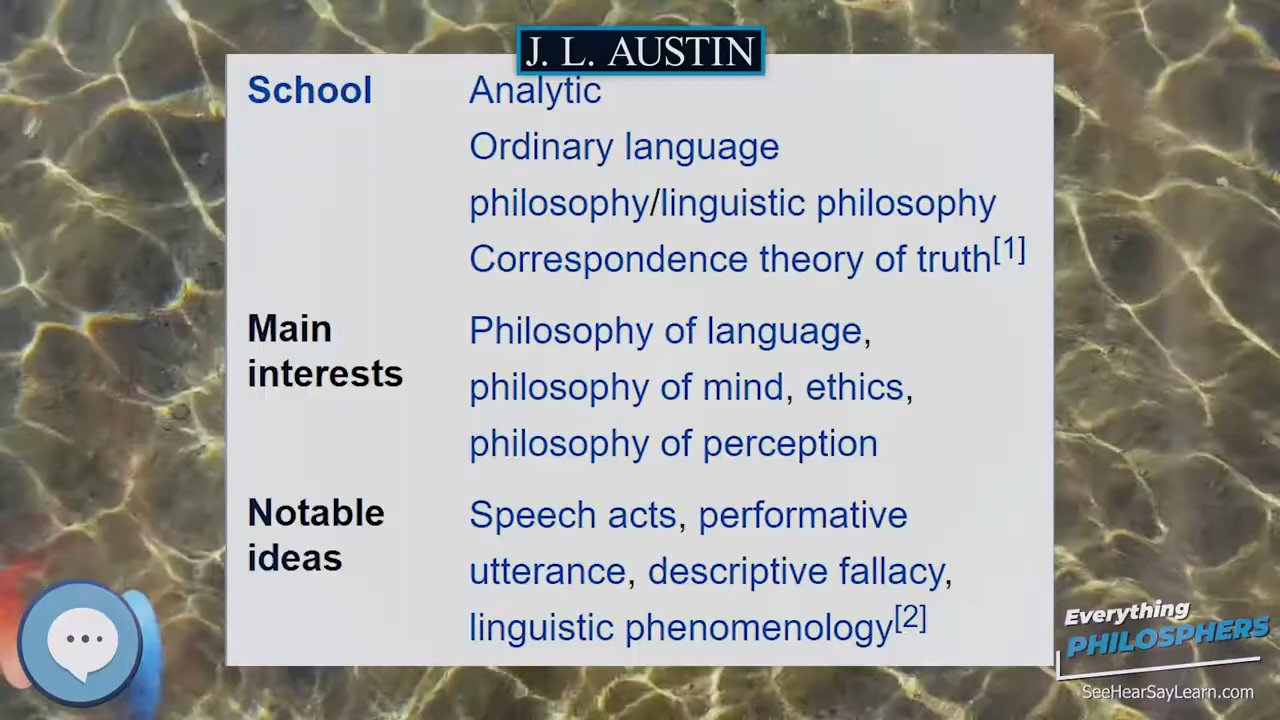 J. L. AUSTIN
School Analytic
Ordinary language
philosophy/linguistic philosophy
Correspondence theory of truth[1]
Main interests
Philosophy of language,
philosophy of mind, ethics,
philosophy of perception
Notable ideas
Speech acts, performative
utterance, descriptive fallacy,
linguistic phenomenology[2]
Everything
PHILOSPHERS
SeeHearSayLearn.com